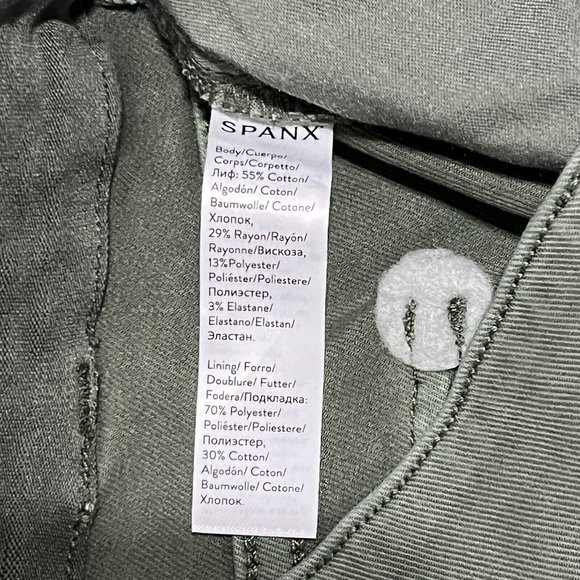 SPANX
Body/Cuerpo/
Corps/Corpetto/
Лиф: 55% Cotton/
Algodón/ Coton/
Baumwolle/ Cotone/
Хлопок,
29% Rayon/Rayón/
Rayonne/Вискоза,
13%Polyester/
Poliéster/Poliestere/
Полиэстер,
3% Elastane/
Elastano/Elastan/
Эластан.
Lining/ Forro/
Doublure/ Futter/
Fodera/Подкладка:
70% Polyester/
Poliéster/Poliestere/
Полиэстер,
30% Cotton/
Algodón/ Coton/
Baumwolle/ Cotone/
Хлопок.